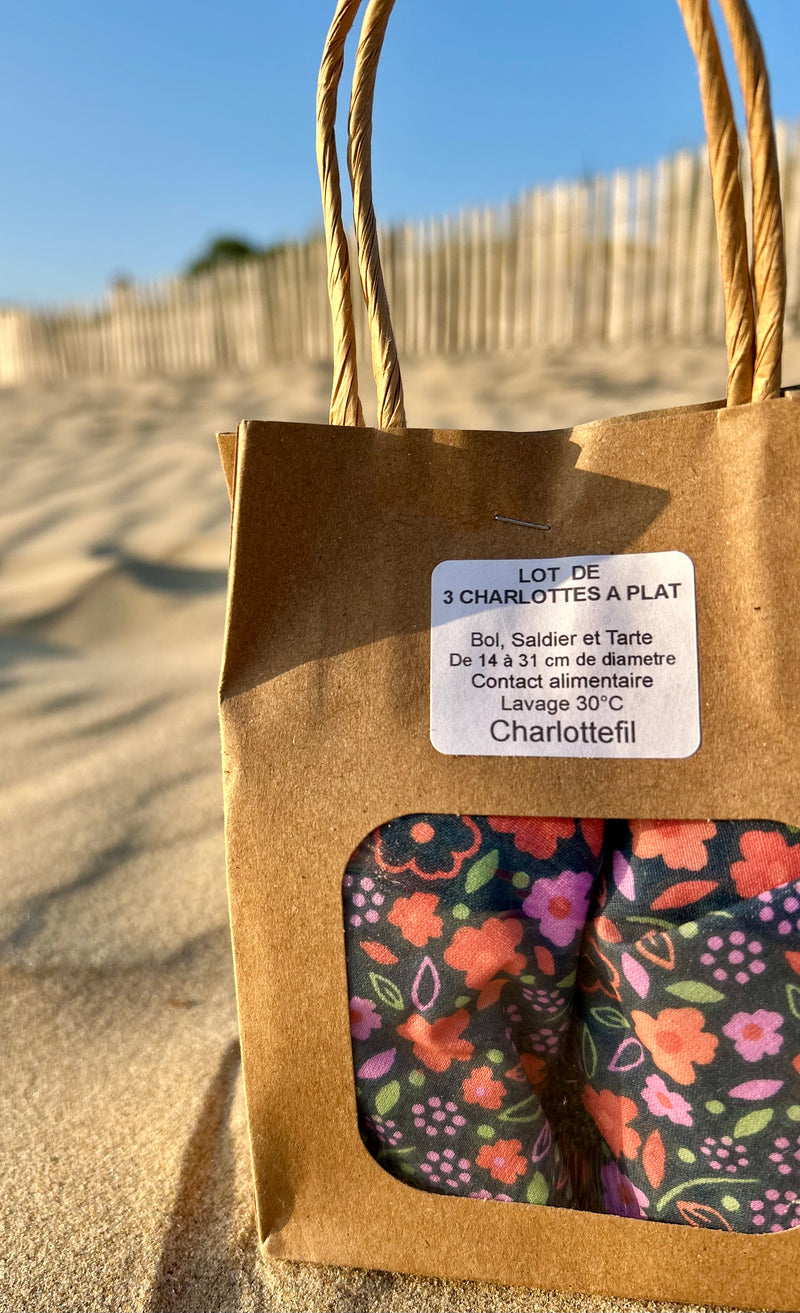 LOT DE
3 CHARLOTTES A PLAT
Bol, Saldier et Tarte
De 14 à 31 cm de diametre
Contact alimentaire
Lavage 30°C
Charlottefil